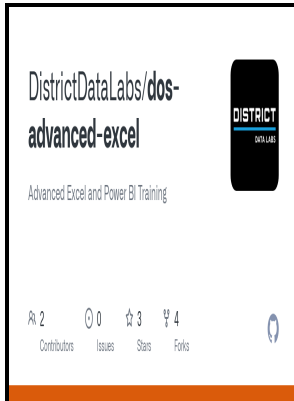 DistrictDataLabs/dos-
advanced-excel
DISTRICT
DATA LABS
Advanced Excel and Power BI Training
2
Contributors
0
Issues
3
Stars
4
Forks